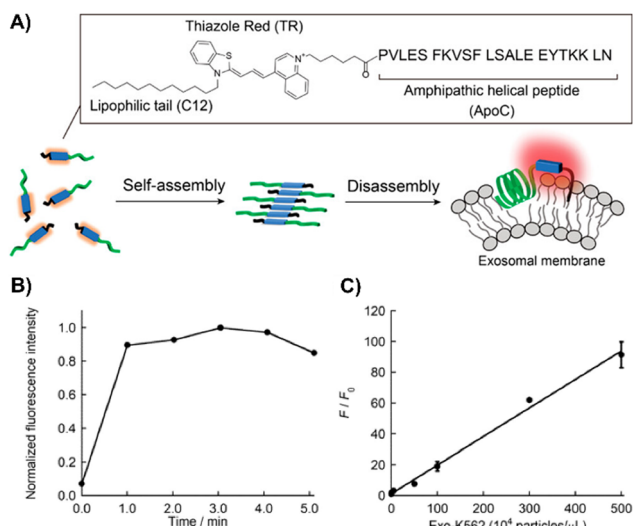 A)
Thiazole Red (TR)
S
N
N+
O
PVLES FKVSF LSALE EYTKK LN
Lipophilic tail (C12)
Amphipathic helical peptide
(ApoC)
Self-assembly
Disassembly
Exosomal membrane
B)
Normalized fluorescence intensity
1.0
0.8
0.6
0.4
0.2
0.0
0.0 1.0 2.0 3.0 4.0 5.0
Time / min
C)
F / F0
120
100
80
60
40
20
0
0 100 200 300 400 500
Exo-K562 (10⁴ particles/μL)